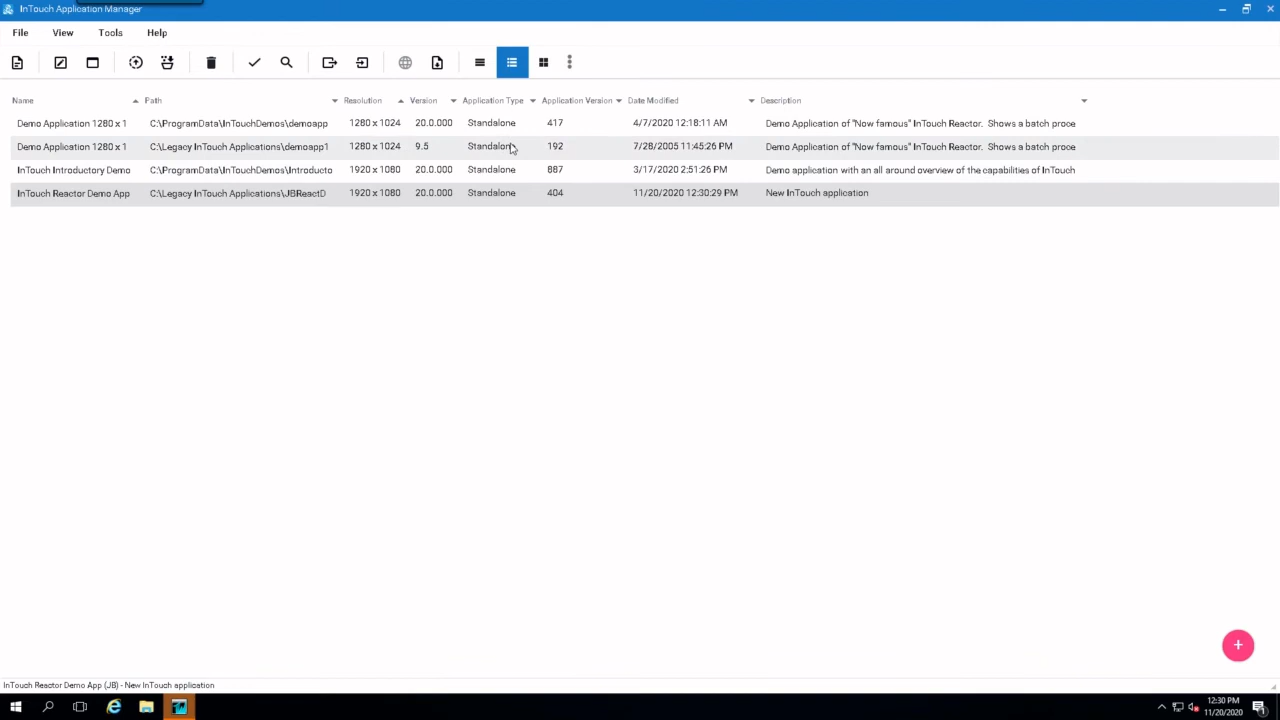 InTouch Application Manager
File View Tools Help
Name Path Resolution Version Application Type Application Version Date Modified Description
Demo Application 1280 x 1 C:\ProgramData\InTouchDemos\demoapp 1280 x 1024 20.0.000 Standalone 417 4/7/2020 12:18:11 AM Demo Application of "Now famous" InTouch Reactor. Shows a batch proce
Demo Application 1280 x 1 C:\Legacy InTouch Applications\demoapp1 1280 x 1024 9.5 Standalone 192 7/28/2005 11:45:26 PM Demo Application of "Now famous" InTouch Reactor. Shows a batch proce
InTouch Introductory Demo C:\ProgramData\InTouchDemos\Introducto 1920 x 1080 20.0.000 Standalone 887 3/17/2020 2:51:26 PM Demo application with an all around overview of the capabilities of InTouch
InTouch Reactor Demo App C:\Legacy InTouch Applications\JBReactD 1920 x 1080 20.0.000 Standalone 404 11/20/2020 12:30:29 PM New InTouch application
InTouch Reactor Demo App (JB) - New InTouch application
12:30 PM
11/20/2020
1